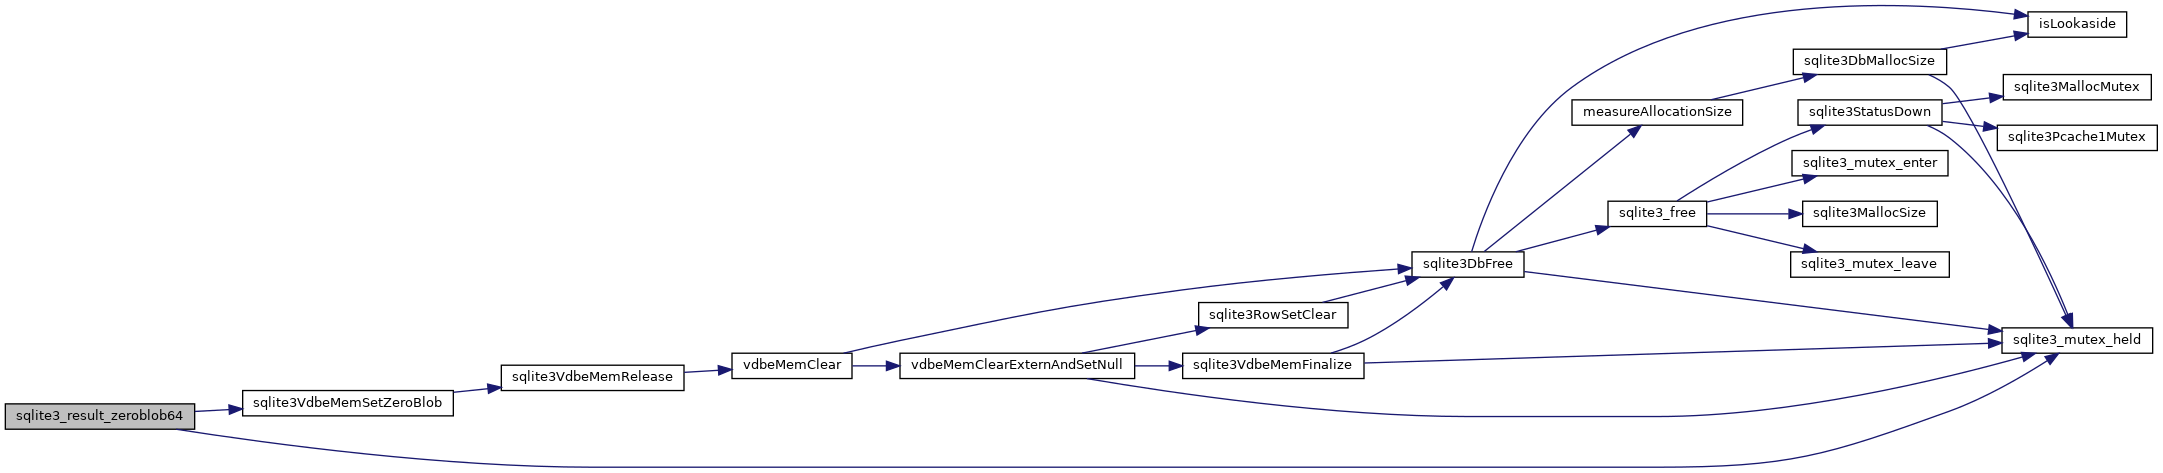 isLookaside
sqlite3DbMallocSize
sqlite3MallocMutex
measureAllocationSize
sqlite3StatusDown
sqlite3Pcache1Mutex
sqlite3_mutex_enter
sqlite3_free
sqlite3MallocSize
sqlite3DbFree
sqlite3_mutex_leave
sqlite3RowSetClear
sqlite3_mutex_held
vdbeMemClear
vdbeMemClearExternAndSetNull
sqlite3VdbeMemFinalize
sqlite3VdbeMemRelease
sqlite3VdbeMemSetZeroBlob
sqlite3_result_zeroblob64